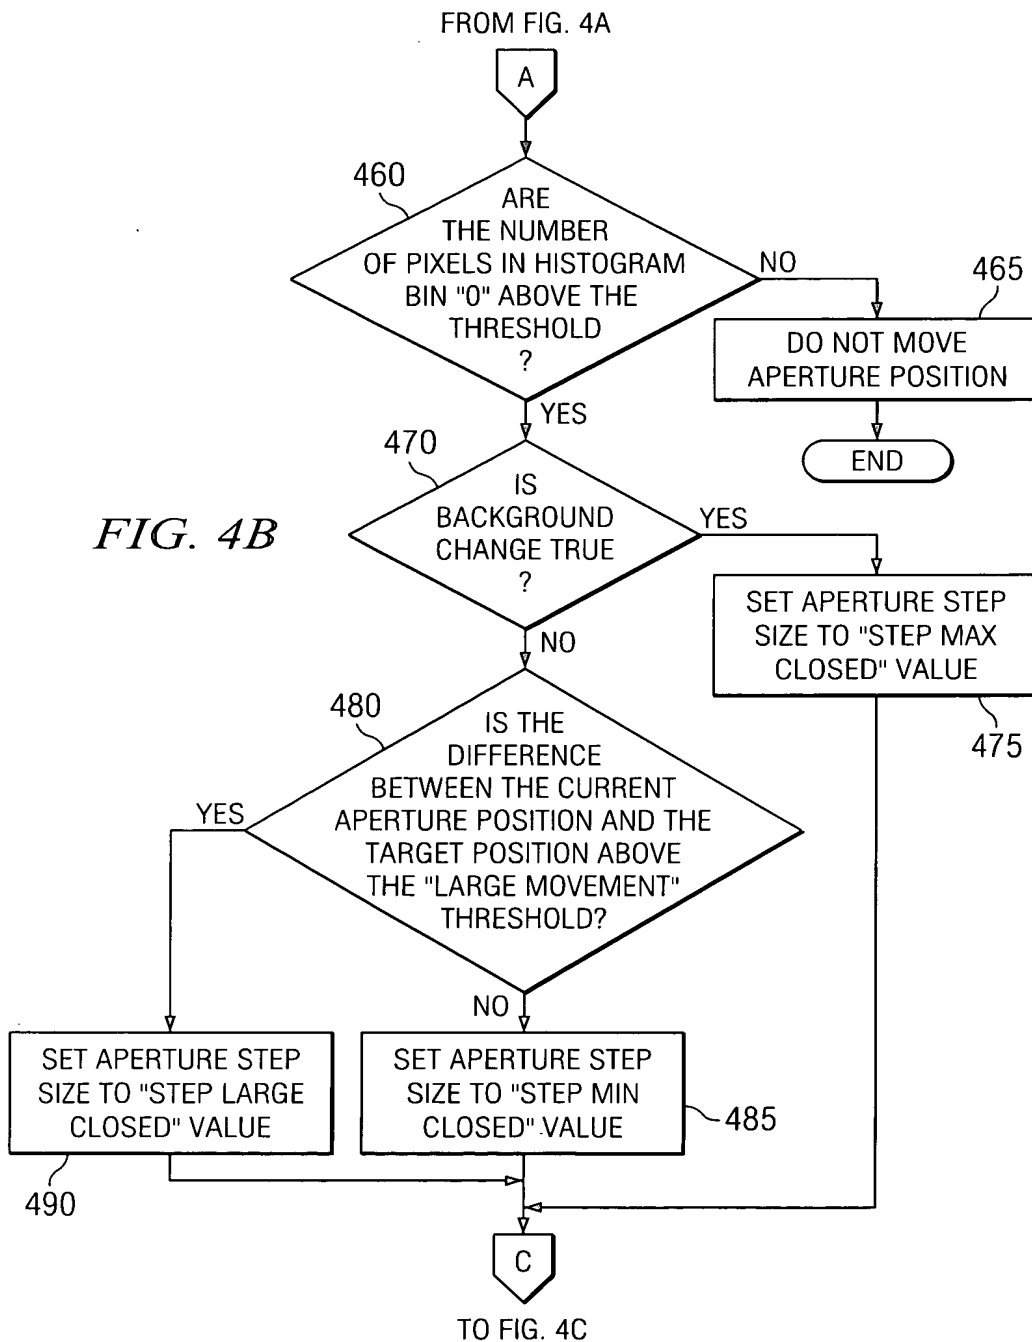 FROM FIG. 4A
A
460
ARE
THE NUMBER
OF PIXELS IN HISTOGRAM
BIN "0" ABOVE THE
THRESHOLD
?
NO
465
DO NOT MOVE
APERTURE POSITION
END
YES
470
IS
BACKGROUND
CHANGE TRUE
?
YES
FIG. 4B
SET APERTURE STEP
SIZE TO "STEP MAX
CLOSED" VALUE
475
NO
480
IS THE
DIFFERENCE
BETWEEN THE CURRENT
APERTURE POSITION AND THE
TARGET POSITION ABOVE
THE "LARGE MOVEMENT"
THRESHOLD?
YES
NO
SET APERTURE STEP
SIZE TO "STEP LARGE
CLOSED" VALUE
490
SET APERTURE STEP
SIZE TO "STEP MIN
CLOSED" VALUE
485
C
TO FIG. 4C